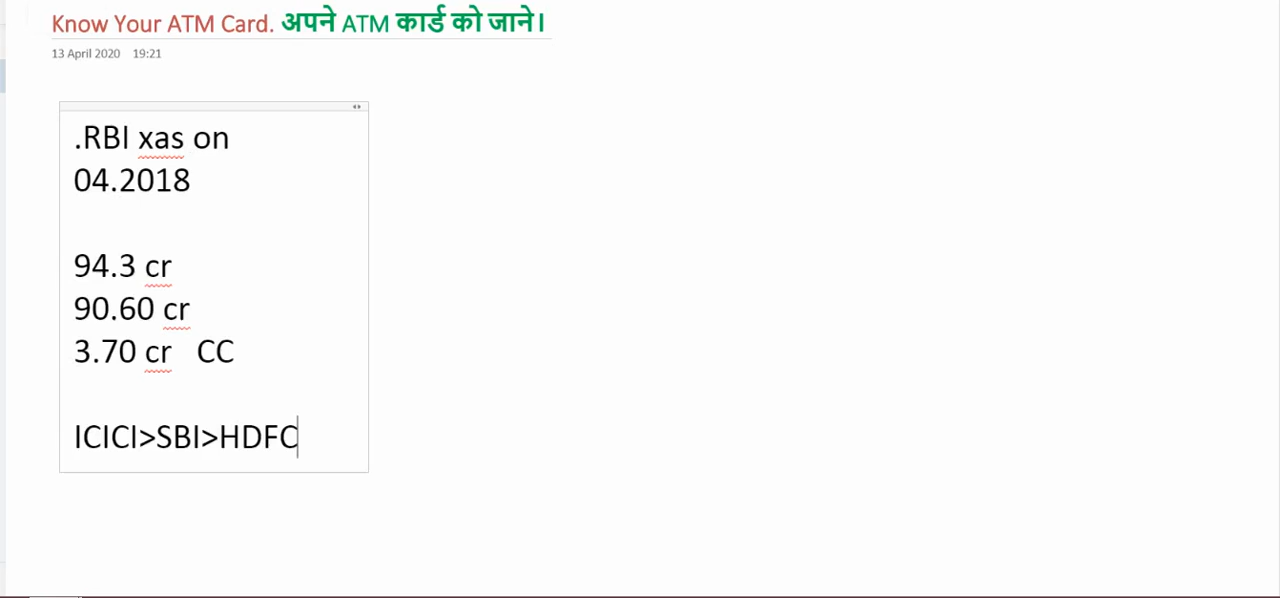 Know Your ATM Card. अपने ATM कार्ड को जाने।
13 April 2020 19:21
.RBI xas on
04.2018
94.3 cr
90.60 cr
3.70 cr CC
ICICI>SBI>HDFC